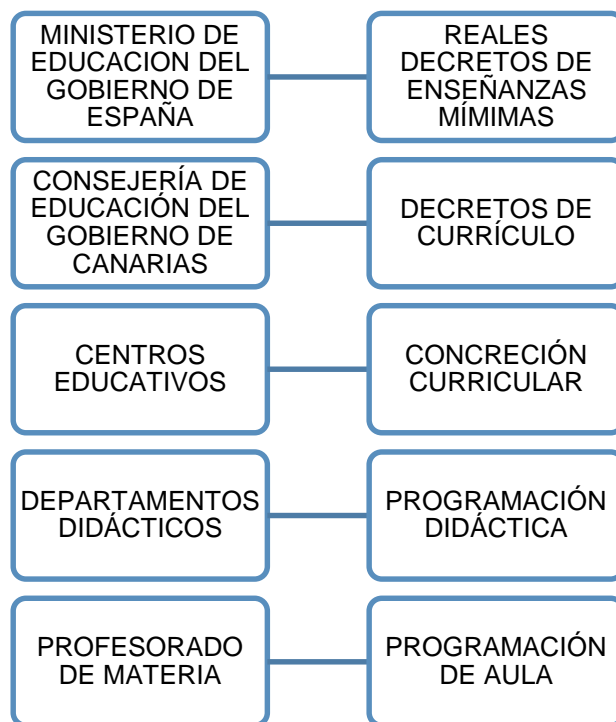 MINISTERIO DE
EDUCACION DEL
GOBIERNO DE
ESPAÑA
REALES
DECRETOS DE
ENSEÑANZAS
MÍMIMAS
CONSEJERÍA DE
EDUCACIÓN DEL
GOBIERNO DE
CANARIAS
DECRETOS DE
CURRÍCULO
CENTROS
EDUCATIVOS
CONCRECIÓN
CURRICULAR
DEPARTAMENTOS
DIDÁCTICOS
PROGRAMACIÓN
DIDÁCTICA
PROFESORADO
DE MATERIA
PROGRAMACIÓN
DE AULA